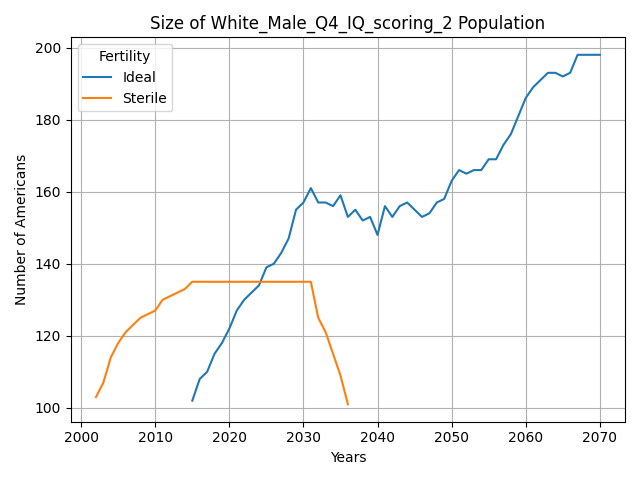 Size of White_Male_Q4_IQ_scoring_2 Population
Fertility
Ideal
Sterile
Number of Americans
200
180
160
140
120
100
2000 2010 2020 2030 2040 2050 2060 2070
Years